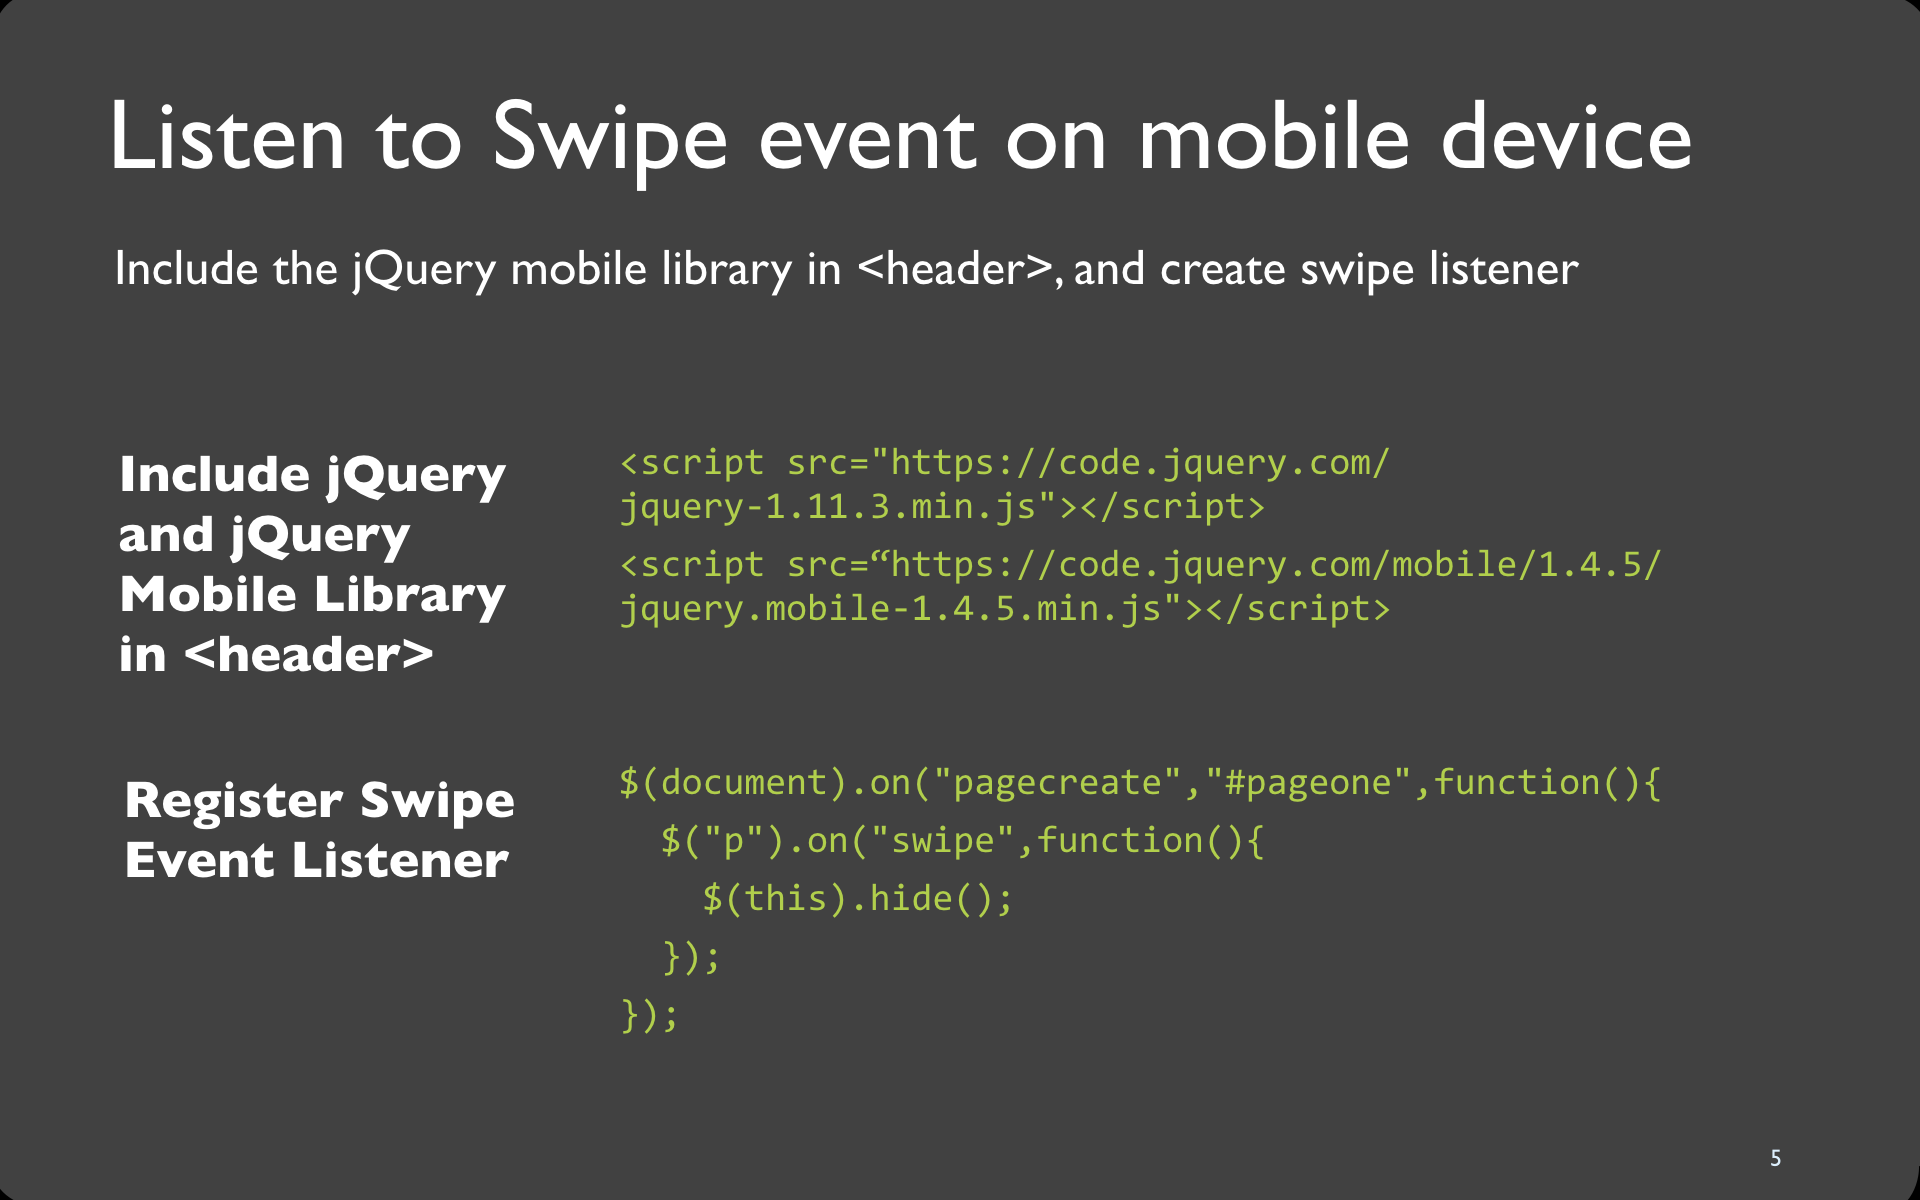 Listen to Swipe event on mobile device
Include the jQuery mobile library in <header>, and create swipe listener
Include jQuery
and jQuery
Mobile Library
in <header>
<script src="https://code.jquery.com/
jquery-1.11.3.min.js"></script>
<script src=“https://code.jquery.com/mobile/1.4.5/
jquery.mobile-1.4.5.min.js"></script>
Register Swipe
Event Listener
$(document).on("pagecreate","#pageone",function(){
  $("p").on("swipe",function(){
    $(this).hide();
  });
});
5